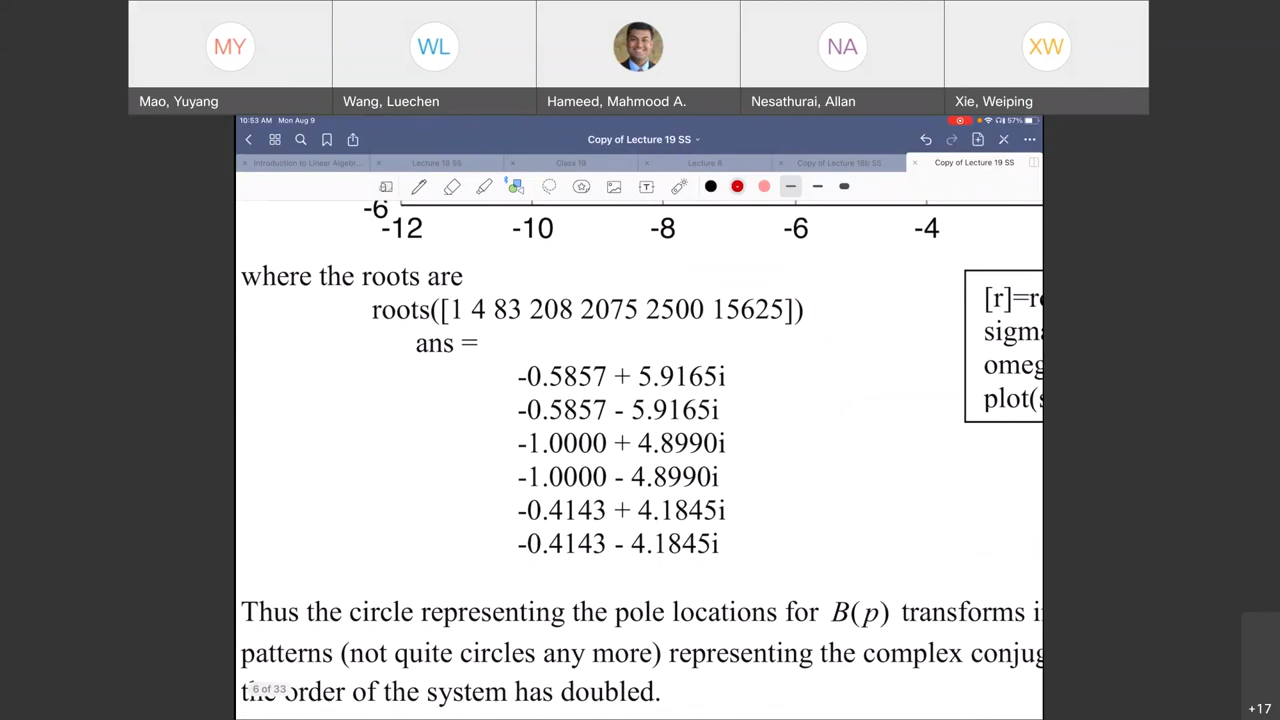 MY
WL
NA
XW
Mao, Yuyang
Wang, Luechen
Hameed, Mahmood A.
Nesathurai, Allan
Xie, Weiping
10:53 AM Mon Aug 9
57%
Copy of Lecture 19 SS
Introduction to Linear Algebr...
Lecture 18 SS
Class 19
Lecture 8
Copy of Lecture 18b SS
Copy of Lecture 19 SS
-6
-12 -10 -8 -6 -4
where the roots are
roots([1 4 83 208 2075 2500 15625])
ans =
-0.5857 + 5.9165i
-0.5857 - 5.9165i
-1.0000 + 4.8990i
-1.0000 - 4.8990i
-0.4143 + 4.1845i
-0.4143 - 4.1845i
[r]=r
sigm
omeg
plot(
Thus the circle representing the pole locations for B(p) transforms i
patterns (not quite circles any more) representing the complex conjug
the order of the system has doubled.
6 of 33
+17